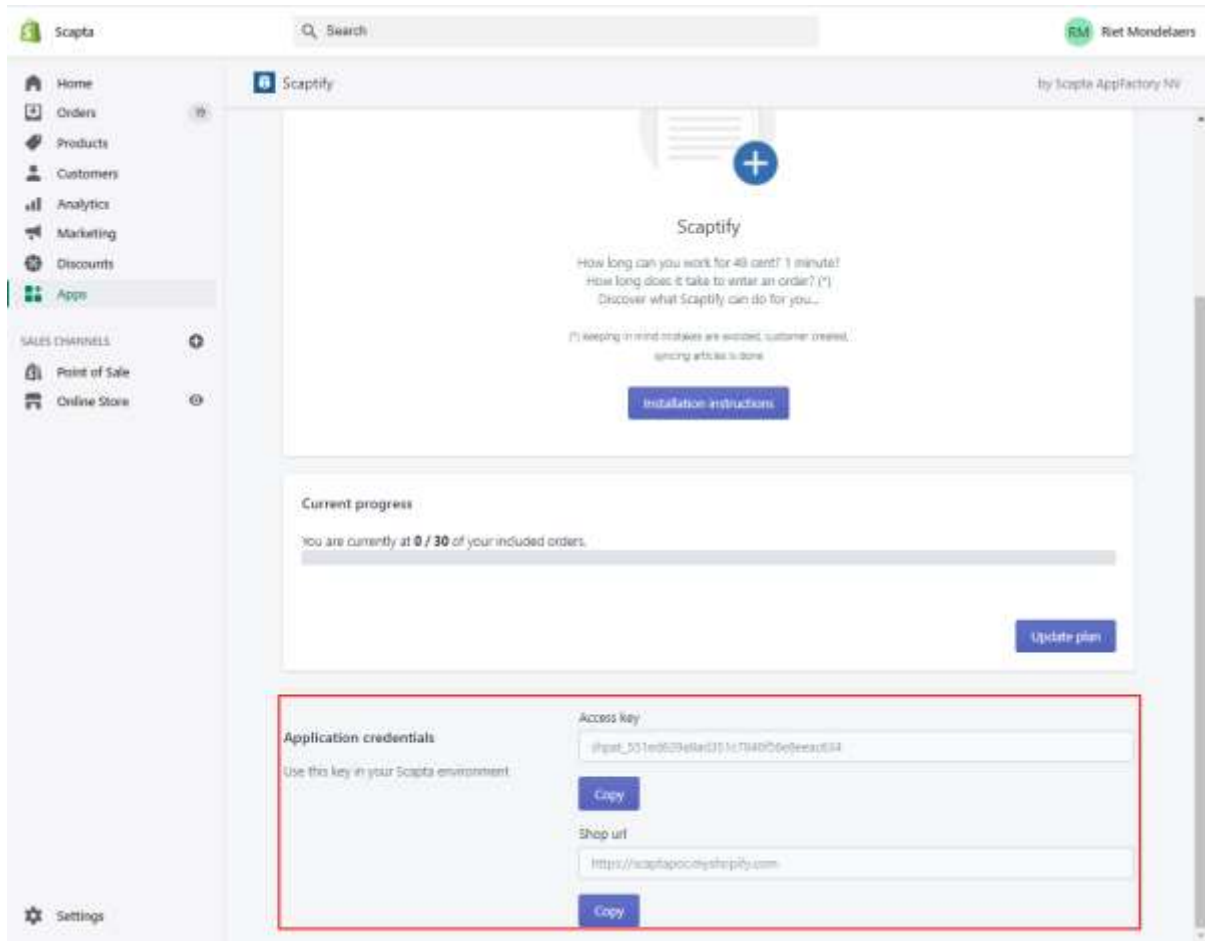 Scapta
Search
RM Riet Mondelaers
Home
Orders
Products
Customers
Analytics
Marketing
Discounts
Apps
SALES CHANNELS
Point of Sale
Online Store
Settings
Scaptify
by Scapta AppFactory NV
Scaptify
How long can you work for 49 cent? 1 minute?
How long does it take to enter an order? (*)
Discover what Scaptify can do for you...
(*) keeping in mind mistakes are avoided, customer created,
syncing articles is done
Installation instructions
Current progress
You are currently at 0 / 30 of your included orders.
Update plan
Application credentials
Use this key in your Scapta environment
Access key
Copy
Shop url
https://scaptapoc.myshopify.com
Copy